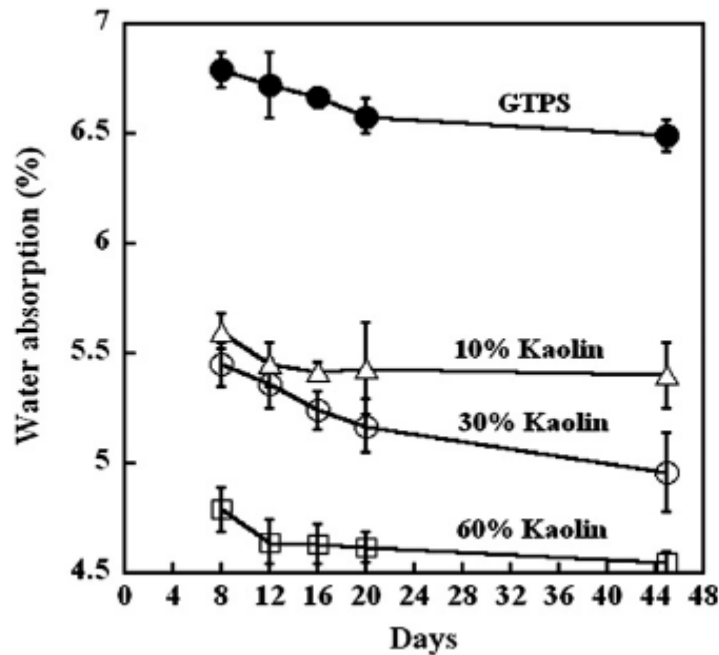 7
GTPS
6.5
6
Water absorption (%)
5.5
10% Kaolin
30% Kaolin
5
60% Kaolin
4.5
0 4 8 12 16 20 24 28 32 36 40 44 48
Days